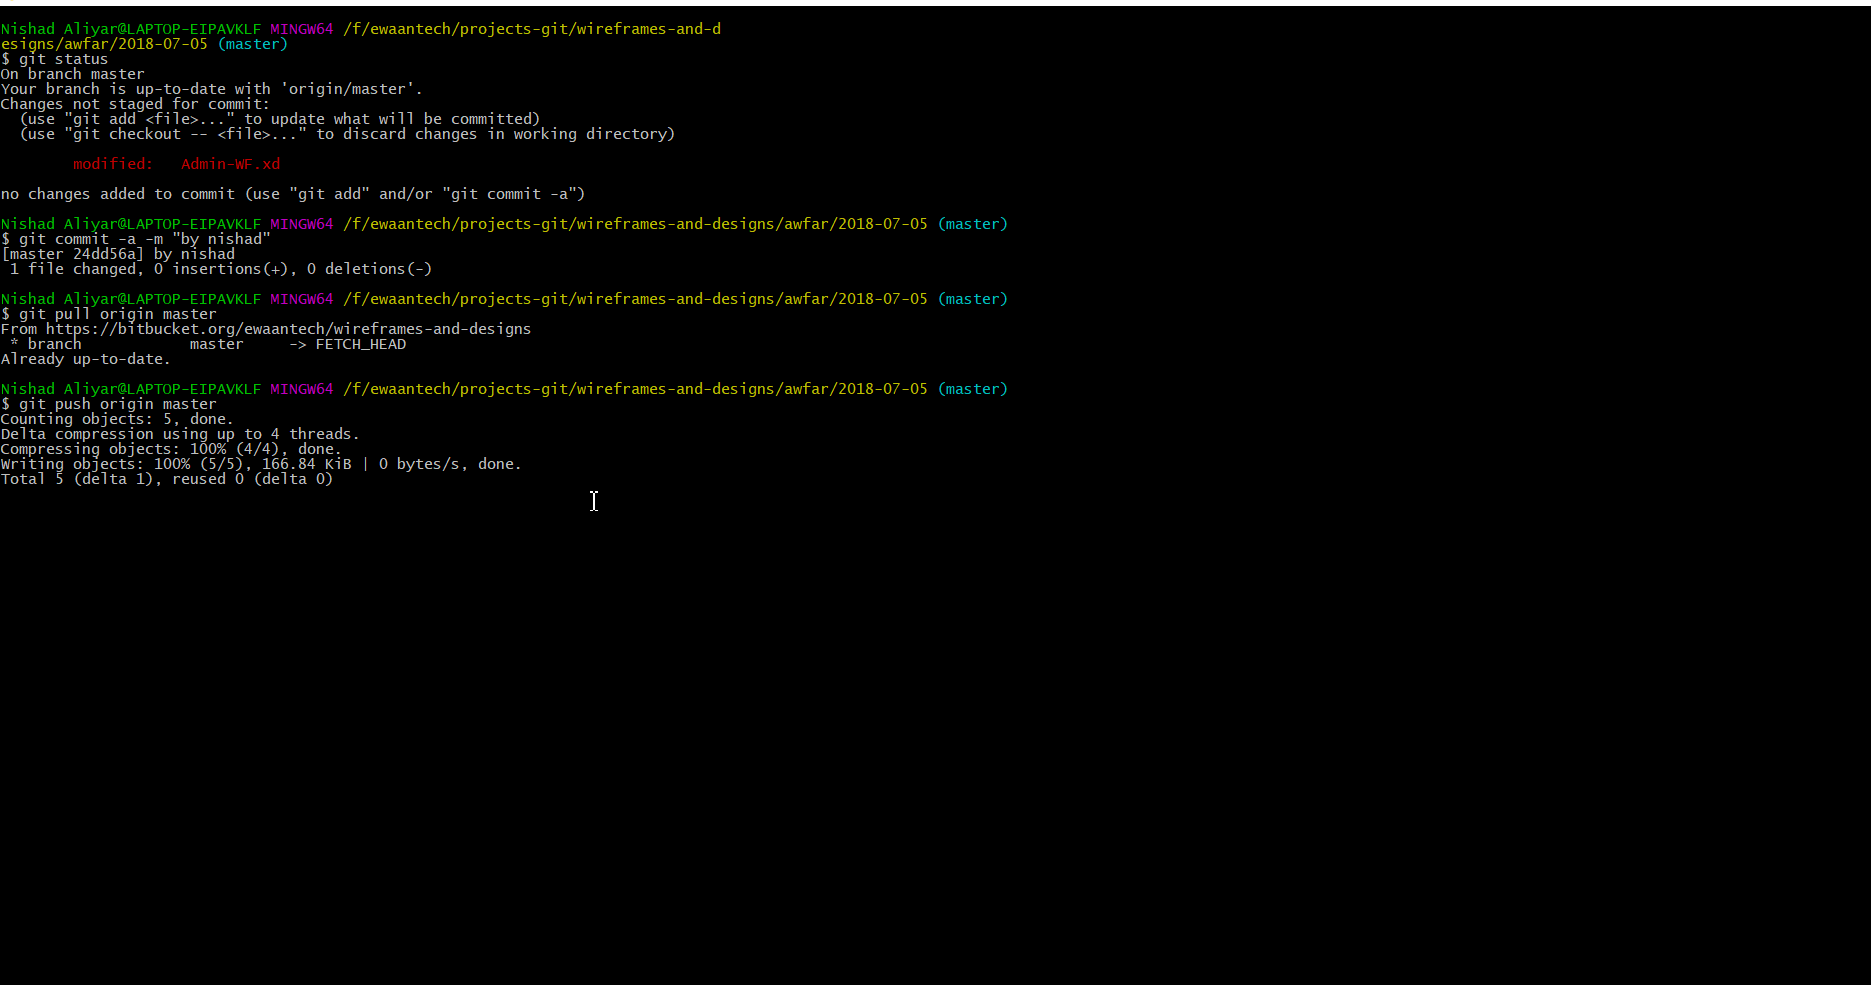 Nishad Aliyar@LAPTOP-EIPAVKLF MINGW64 /f/ewaantech/projects-git/wireframes-and-d
esigns/awfar/2018-07-05 (master)
$ git status
On branch master
Your branch is up-to-date with 'origin/master'.
Changes not staged for commit:
  (use "git add <file>..." to update what will be committed)
  (use "git checkout -- <file>..." to discard changes in working directory)
        modified:   Admin-WF.xd
no changes added to commit (use "git add" and/or "git commit -a")
Nishad Aliyar@LAPTOP-EIPAVKLF MINGW64 /f/ewaantech/projects-git/wireframes-and-designs/awfar/2018-07-05 (master)
$ git commit -a -m "by nishad"
[master 24dd56a] by nishad
 1 file changed, 0 insertions(+), 0 deletions(-)
Nishad Aliyar@LAPTOP-EIPAVKLF MINGW64 /f/ewaantech/projects-git/wireframes-and-designs/awfar/2018-07-05 (master)
$ git pull origin master
From https://bitbucket.org/ewaantech/wireframes-and-designs
 * branch            master     -> FETCH_HEAD
Already up-to-date.
Nishad Aliyar@LAPTOP-EIPAVKLF MINGW64 /f/ewaantech/projects-git/wireframes-and-designs/awfar/2018-07-05 (master)
$ git push origin master
Counting objects: 5, done.
Delta compression using up to 4 threads.
Compressing objects: 100% (4/4), done.
Writing objects: 100% (5/5), 166.84 KiB | 0 bytes/s, done.
Total 5 (delta 1), reused 0 (delta 0)